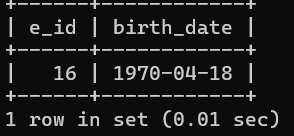 +------+------------+
| e_id | birth_date |
+------+------------+
|   16 | 1970-04-18 |
+------+------------+
1 row in set (0.01 sec)